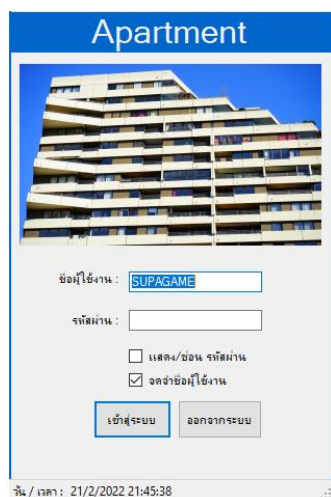 Apartment
ชื่อผู้ใช้งาน : SUPAGAME
รหัสผ่าน :
แสดง/ซ่อน รหัสผ่าน
จดจำชื่อผู้ใช้งาน
เข้าสู่ระบบ ออกจากระบบ
วัน / เวลา : 21/2/2022 21:45:38